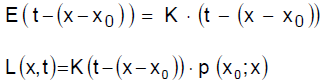 E(t−(x−x₀)) = K · (t − (x − x₀))
L(x,t)=K(t−(x−x₀))· p (x₀;x)